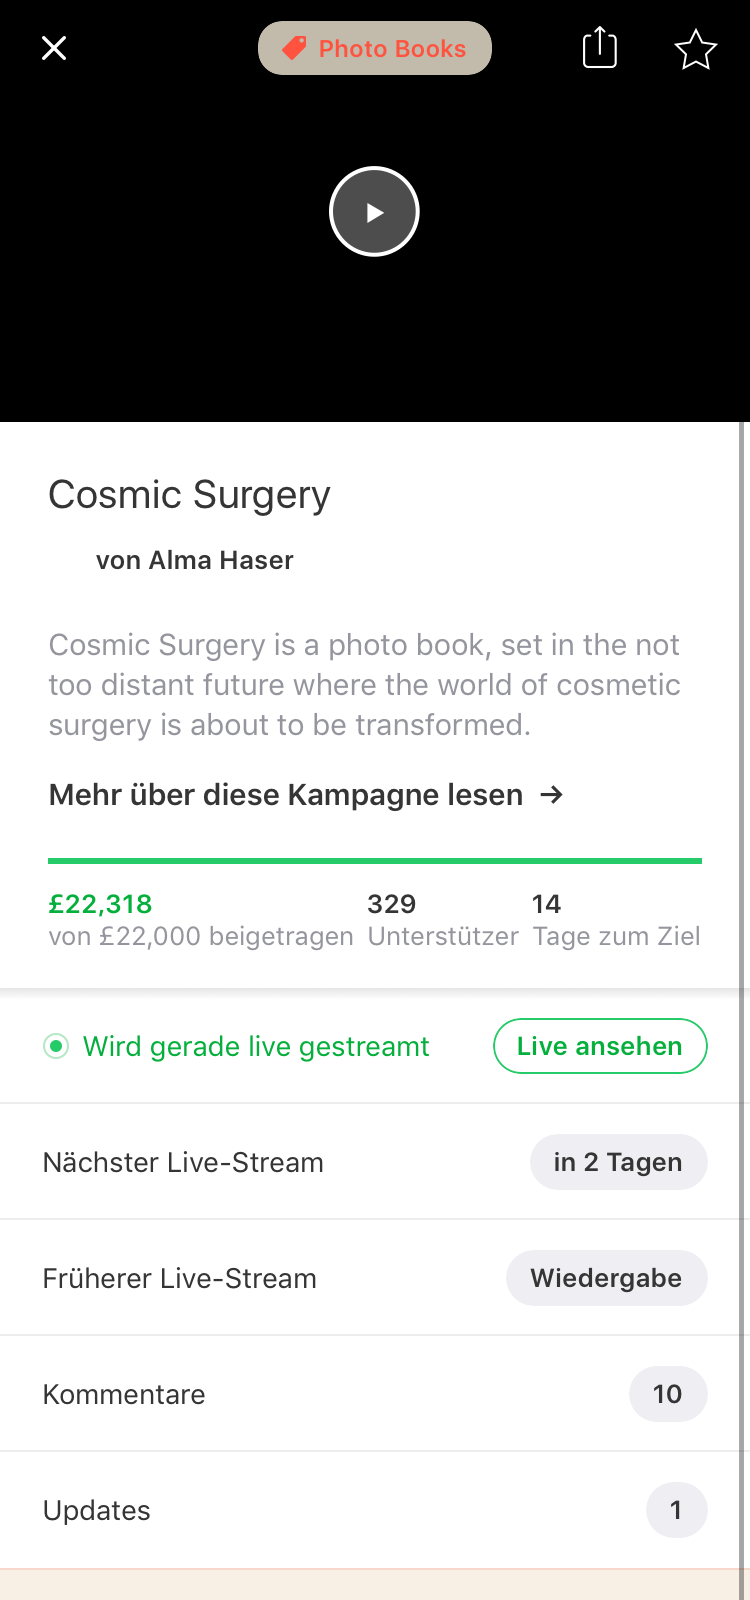 Photo Books
Cosmic Surgery
von Alma Haser
Cosmic Surgery is a photo book, set in the not
too distant future where the world of cosmetic
surgery is about to be transformed.
Mehr über diese Kampagne lesen →
£22,318 329 14
von £22,000 beigetragen Unterstützer Tage zum Ziel
Wird gerade live gestreamt Live ansehen
Nächster Live-Stream in 2 Tagen
Früherer Live-Stream Wiedergabe
Kommentare 10
Updates 1